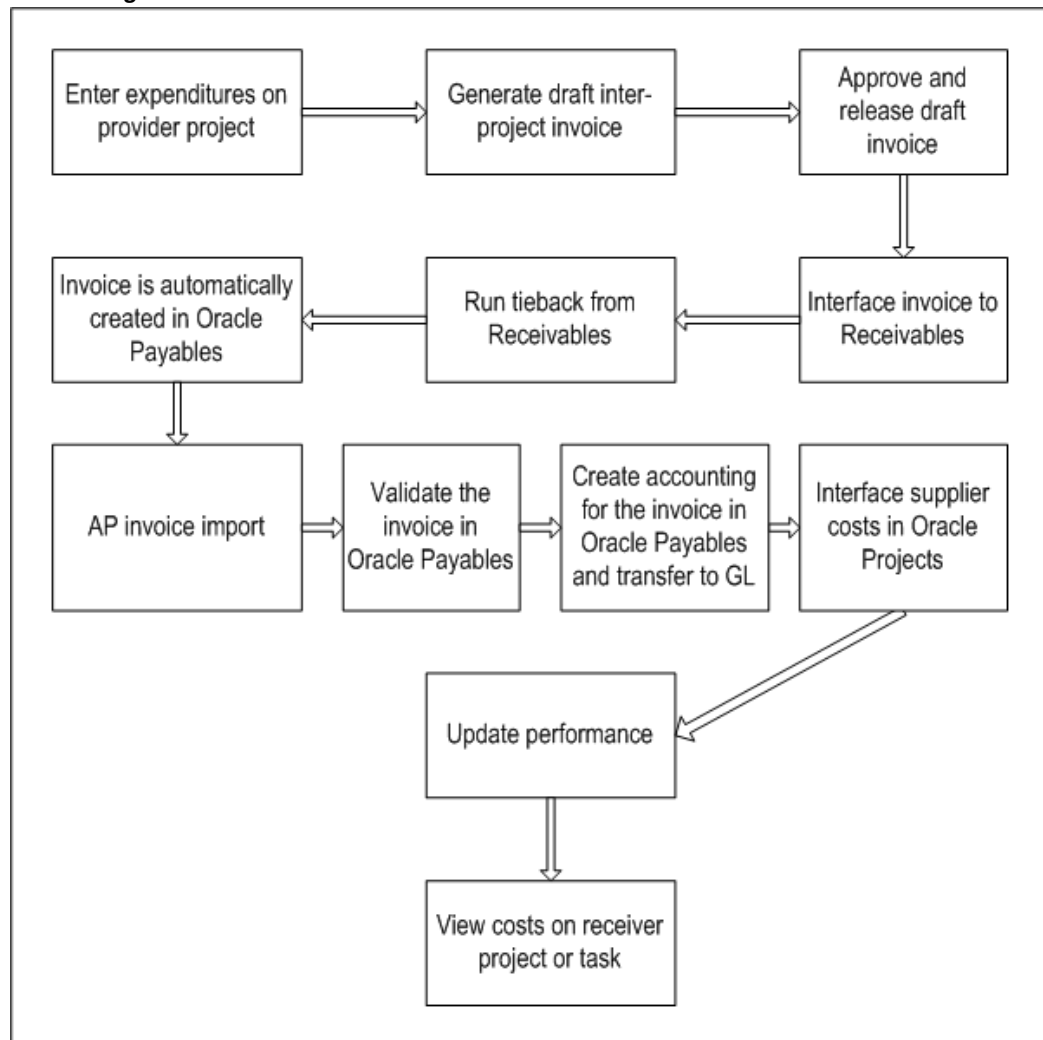 Enter expenditures on
provider project
Generate draft inter-
project invoice
Approve and
release draft
invoice
Interface invoice to
Receivables
Run tieback from
Receivables
Invoice is automatically
created in Oracle
Payables
AP invoice import
Validate the
invoice in
Oracle Payables
Create accounting
for the invoice in
Oracle Payables
and transfer to GL
Interface supplier
costs in Oracle
Projects
Update performance
View costs on receiver
project or task